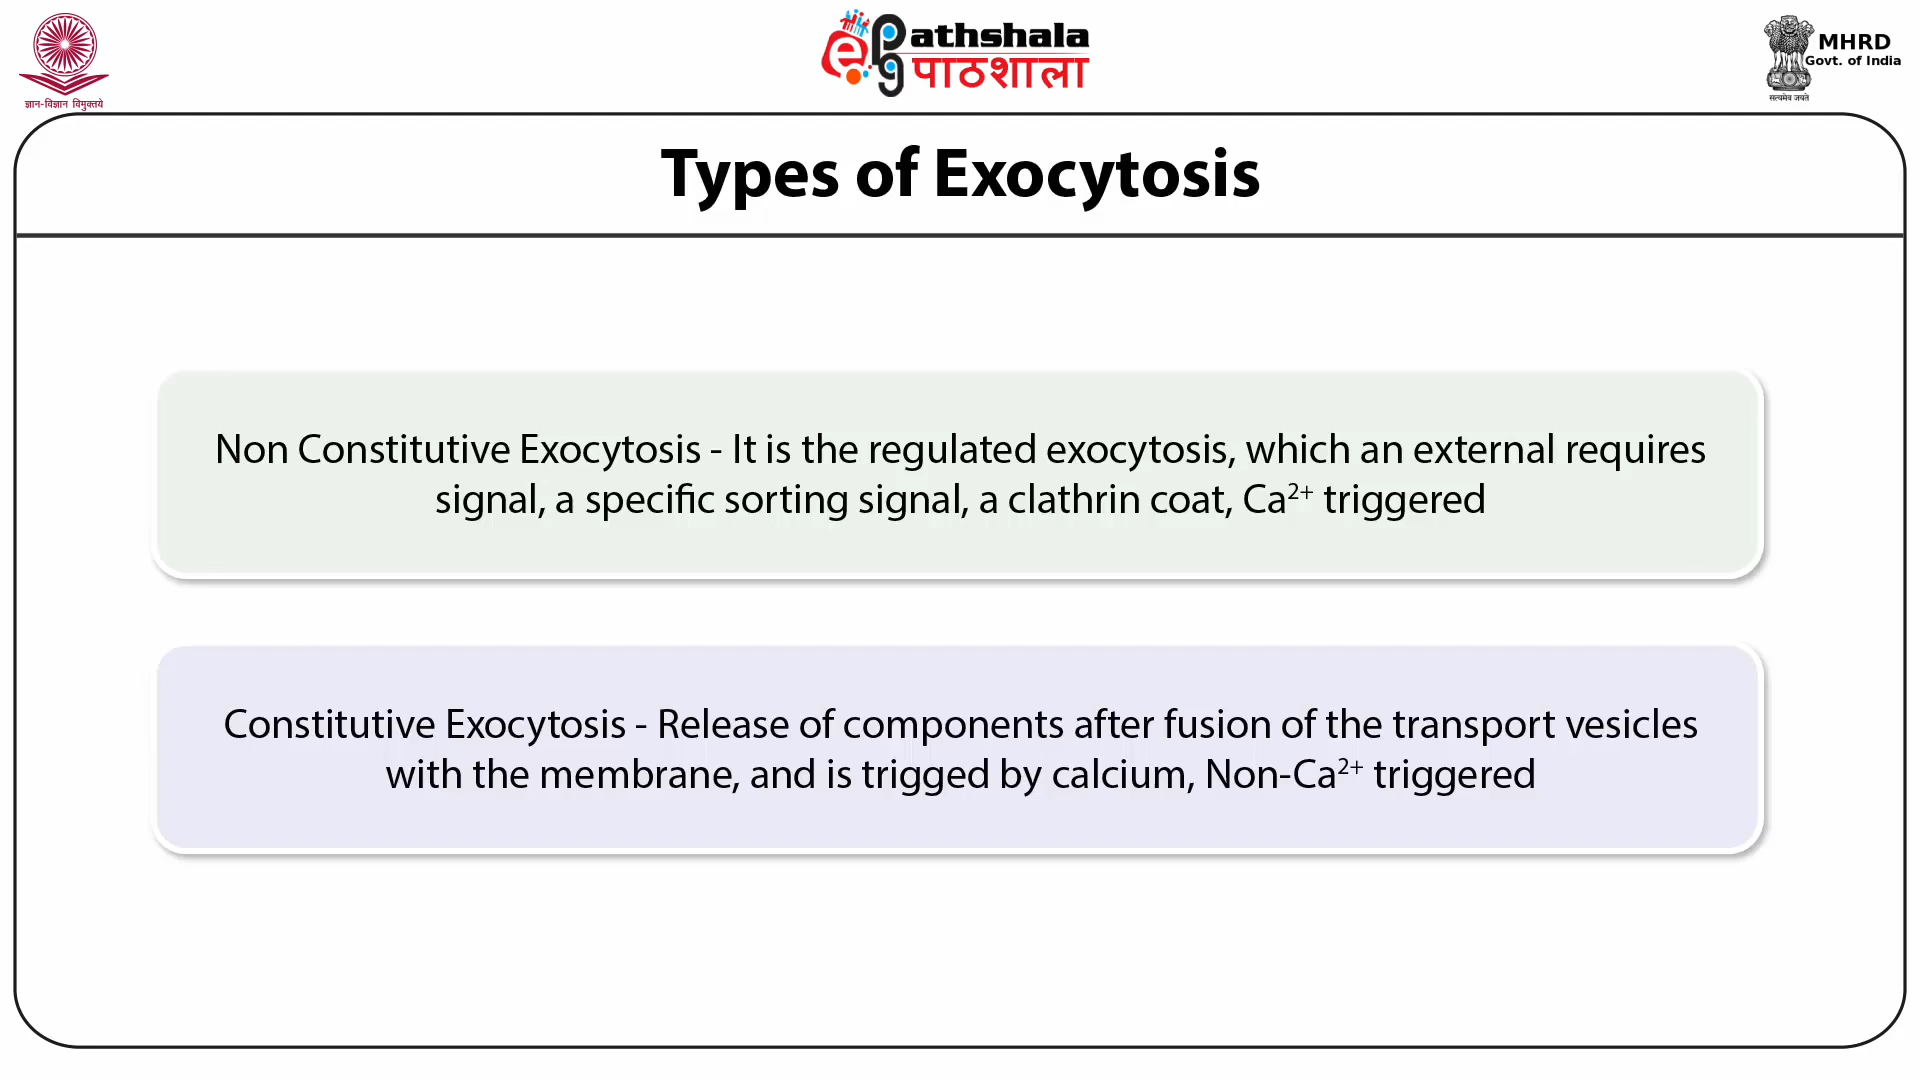 ज्ञान-विज्ञान विमुक्तये
e
PG
athshala
पाठशाला
MHRD
Govt. of India
सत्यमेव जयते
Types of Exocytosis
Non Constitutive Exocytosis - It is the regulated exocytosis, which an external requires
signal, a specific sorting signal, a clathrin coat, Ca²⁺ triggered
Constitutive Exocytosis - Release of components after fusion of the transport vesicles
with the membrane, and is trigged by calcium, Non-Ca²⁺ triggered